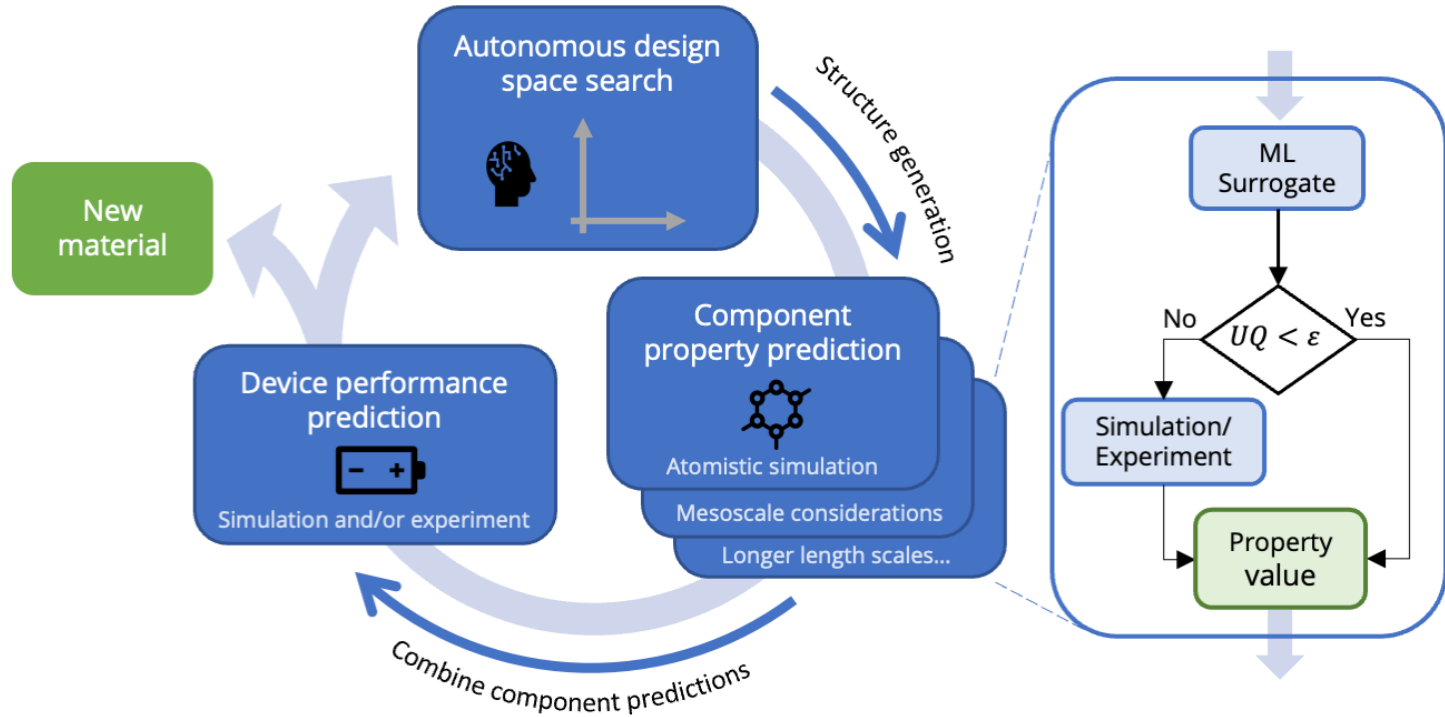 Autonomous design
space search
Structure generation
New
material
Component
property prediction
Atomistic simulation
Mesoscale considerations
Longer length scales...
Device performance
prediction
− +
Simulation and/or experiment
Combine component predictions
ML
Surrogate
No
UQ < ε
Yes
Simulation/
Experiment
Property
value